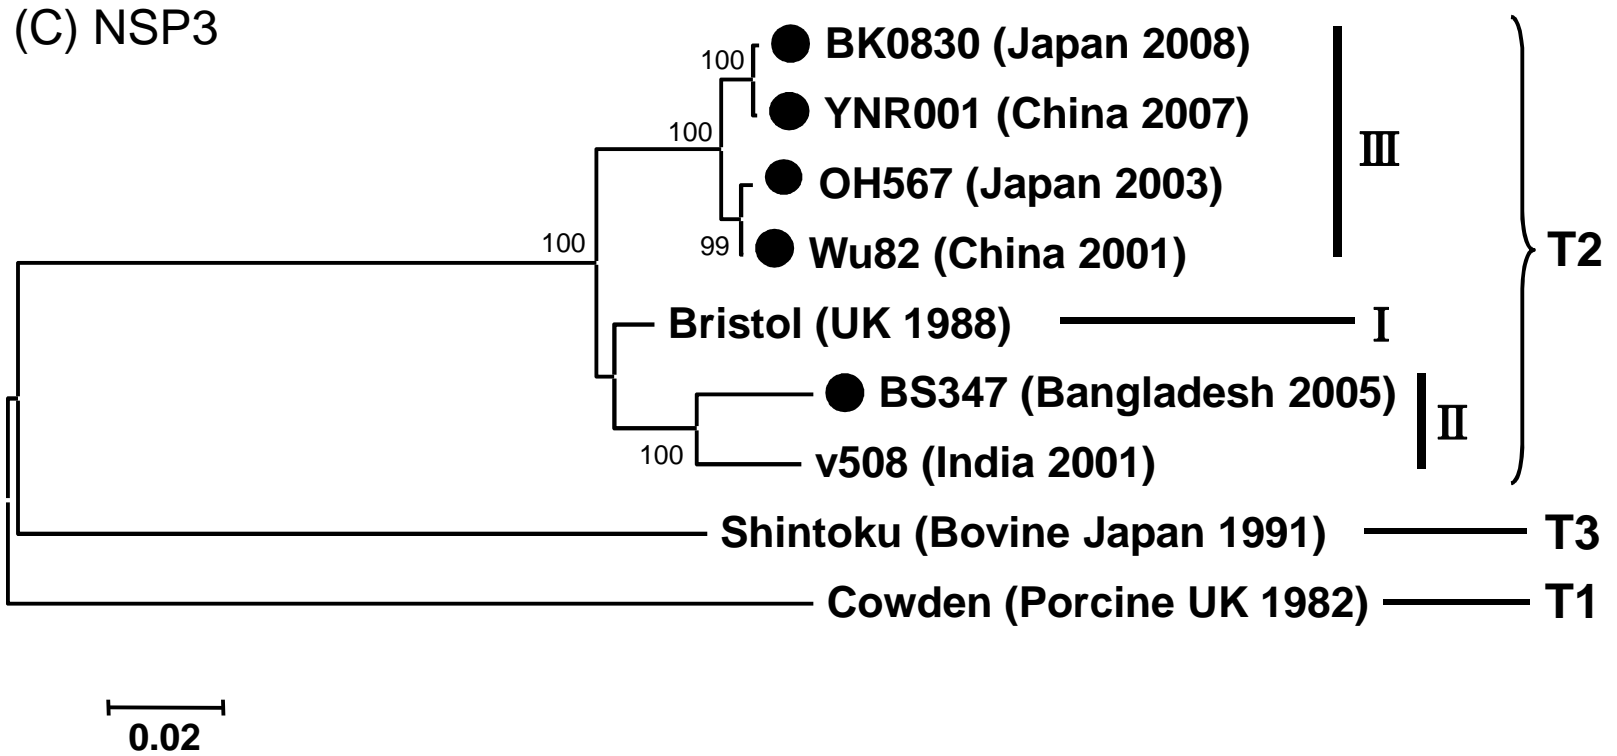 (C) NSP3
100 BK0830 (Japan 2008)
YNR001 (China 2007)
100 III
OH567 (Japan 2003)
99 Wu82 (China 2001)
100 T2
Bristol (UK 1988) I
BS347 (Bangladesh 2005)
II
100 v508 (India 2001)
Shintoku (Bovine Japan 1991) T3
Cowden (Porcine UK 1982) T1
0.02